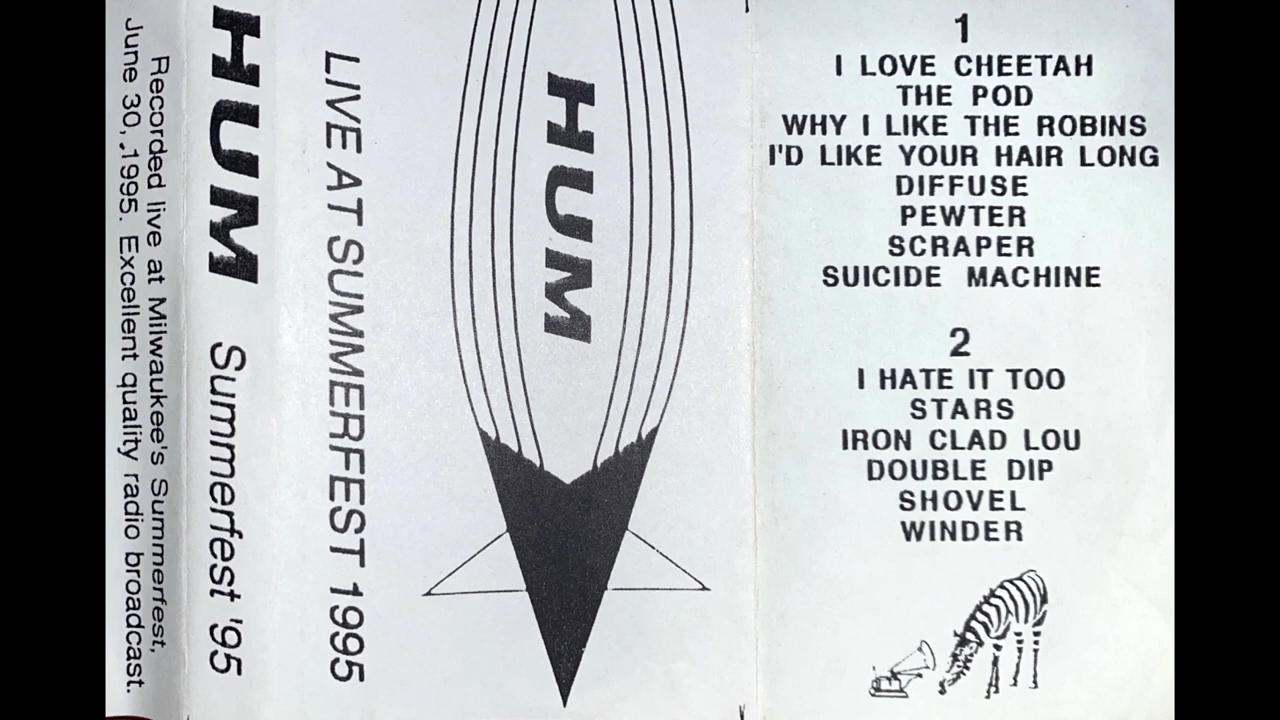 Recorded live at Milwaukee's Summerfest,
June 30, 1995. Excellent quality radio broadcast.
HUM Summerfest '95
LIVE AT SUMMERFEST 1995
HUM
1
I LOVE CHEETAH
THE POD
WHY I LIKE THE ROBINS
I'D LIKE YOUR HAIR LONG
DIFFUSE
PEWTER
SCRAPER
SUICIDE MACHINE
2
I HATE IT TOO
STARS
IRON CLAD LOU
DOUBLE DIP
SHOVEL
WINDER